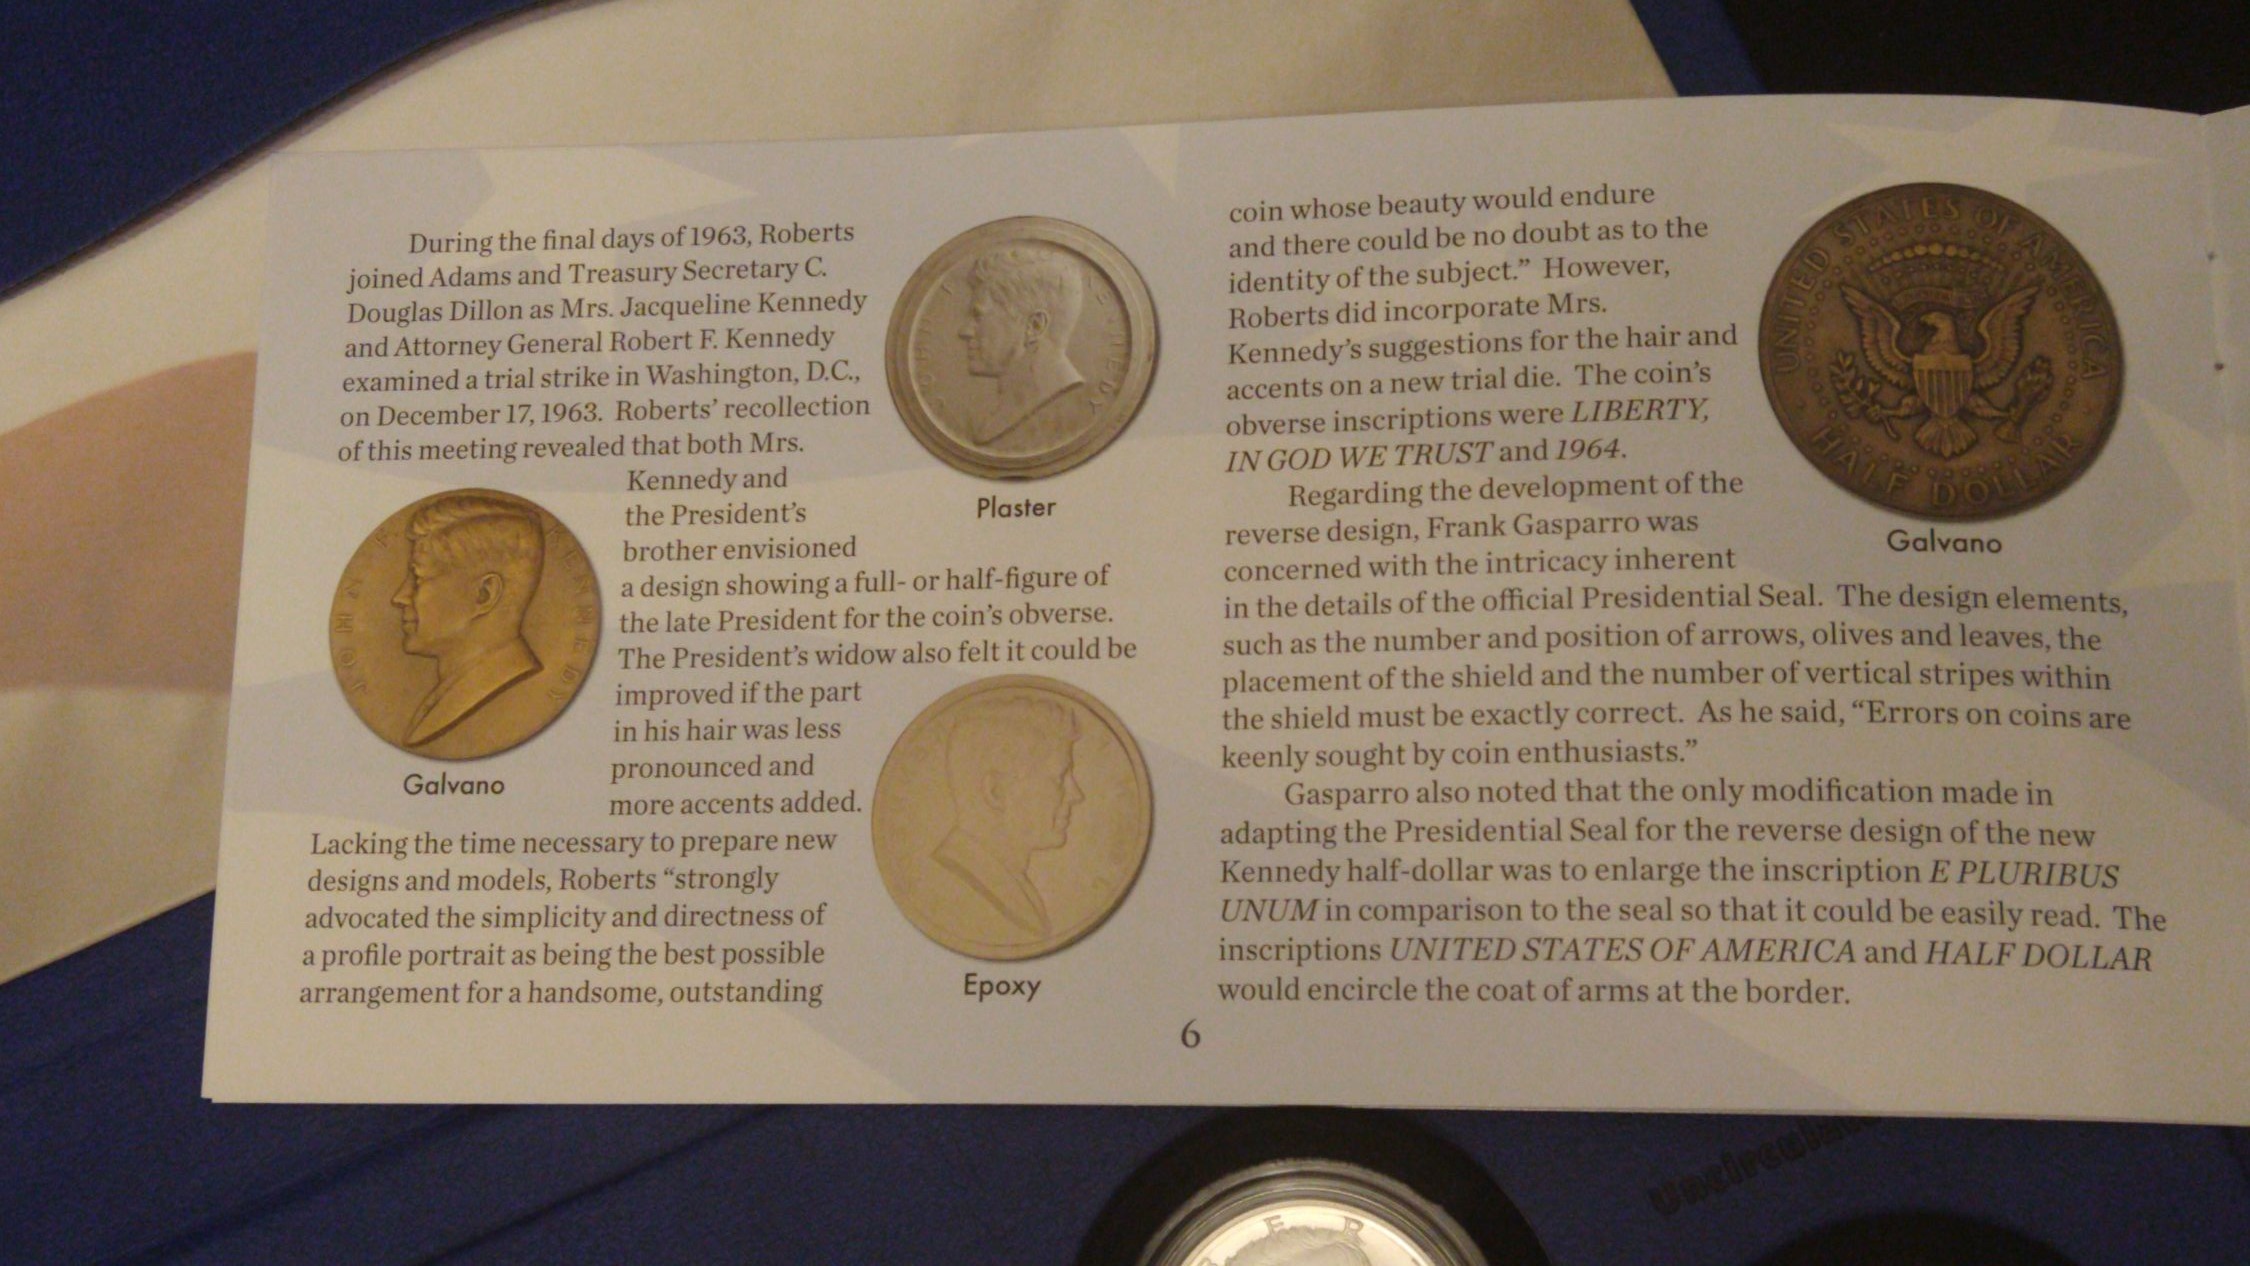 During the final days of 1963, Roberts
joined Adams and Treasury Secretary C.
Douglas Dillon as Mrs. Jacqueline Kennedy
and Attorney General Robert F. Kennedy
examined a trial strike in Washington, D.C.,
on December 17, 1963. Roberts’ recollection
of this meeting revealed that both Mrs.
Kennedy and
the President’s
brother envisioned
a design showing a full- or half-figure of
the late President for the coin’s obverse.
The President’s widow also felt it could be
improved if the part
in his hair was less
pronounced and
more accents added.
Lacking the time necessary to prepare new
designs and models, Roberts “strongly
advocated the simplicity and directness of
a profile portrait as being the best possible
arrangement for a handsome, outstanding
JOHN F. KENNEDY
Plaster
JOHN F. KENNEDY
Galvano
Epoxy
coin whose beauty would endure
and there could be no doubt as to the
identity of the subject.” However,
Roberts did incorporate Mrs.
Kennedy’s suggestions for the hair and
accents on a new trial die. The coin’s
obverse inscriptions were LIBERTY,
IN GOD WE TRUST and 1964.
Regarding the development of the
reverse design, Frank Gasparro was
concerned with the intricacy inherent
in the details of the official Presidential Seal. The design elements,
such as the number and position of arrows, olives and leaves, the
placement of the shield and the number of vertical stripes within
the shield must be exactly correct. As he said, “Errors on coins are
keenly sought by coin enthusiasts.”
Gasparro also noted that the only modification made in
adapting the Presidential Seal for the reverse design of the new
Kennedy half-dollar was to enlarge the inscription E PLURIBUS
UNUM in comparison to the seal so that it could be easily read. The
inscriptions UNITED STATES OF AMERICA and HALF DOLLAR
would encircle the coat of arms at the border.
UNITED STATES OF AMERICA
HALF DOLLAR
Galvano
6